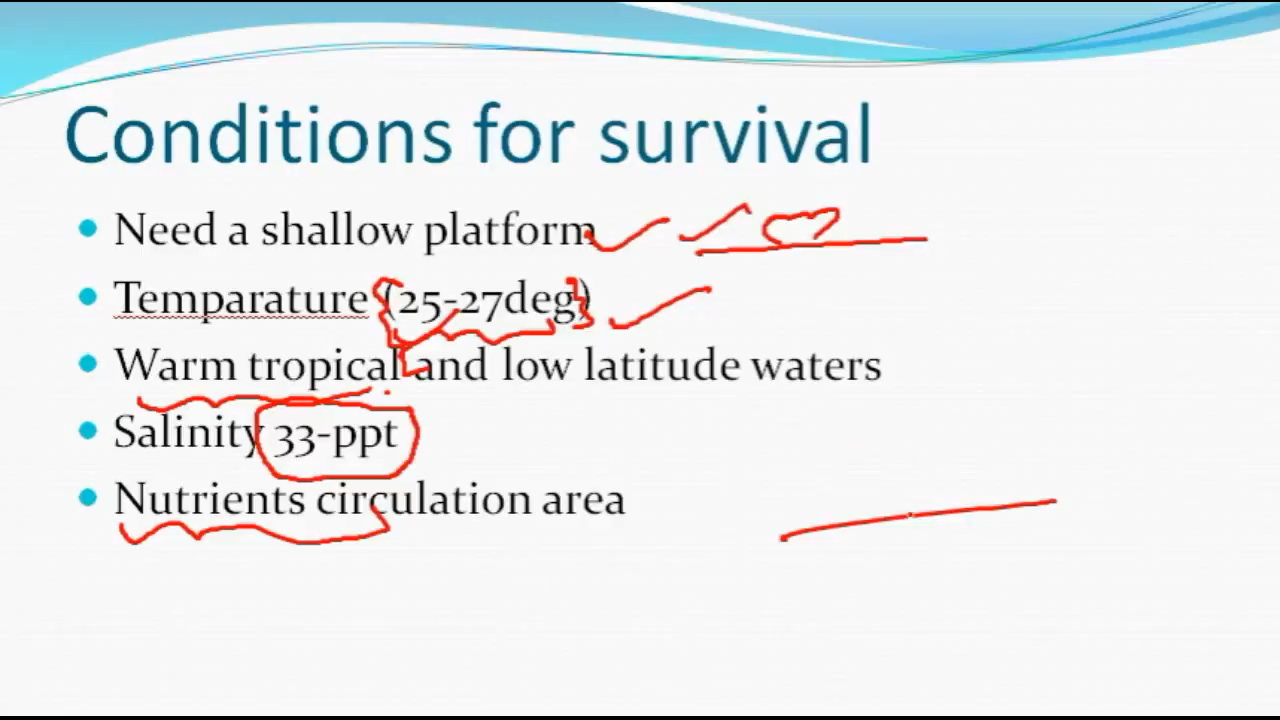 Conditions for survival
Need a shallow platform
Temparature (25-27deg)
Warm tropical and low latitude waters
Salinity 33-ppt
Nutrients circulation area